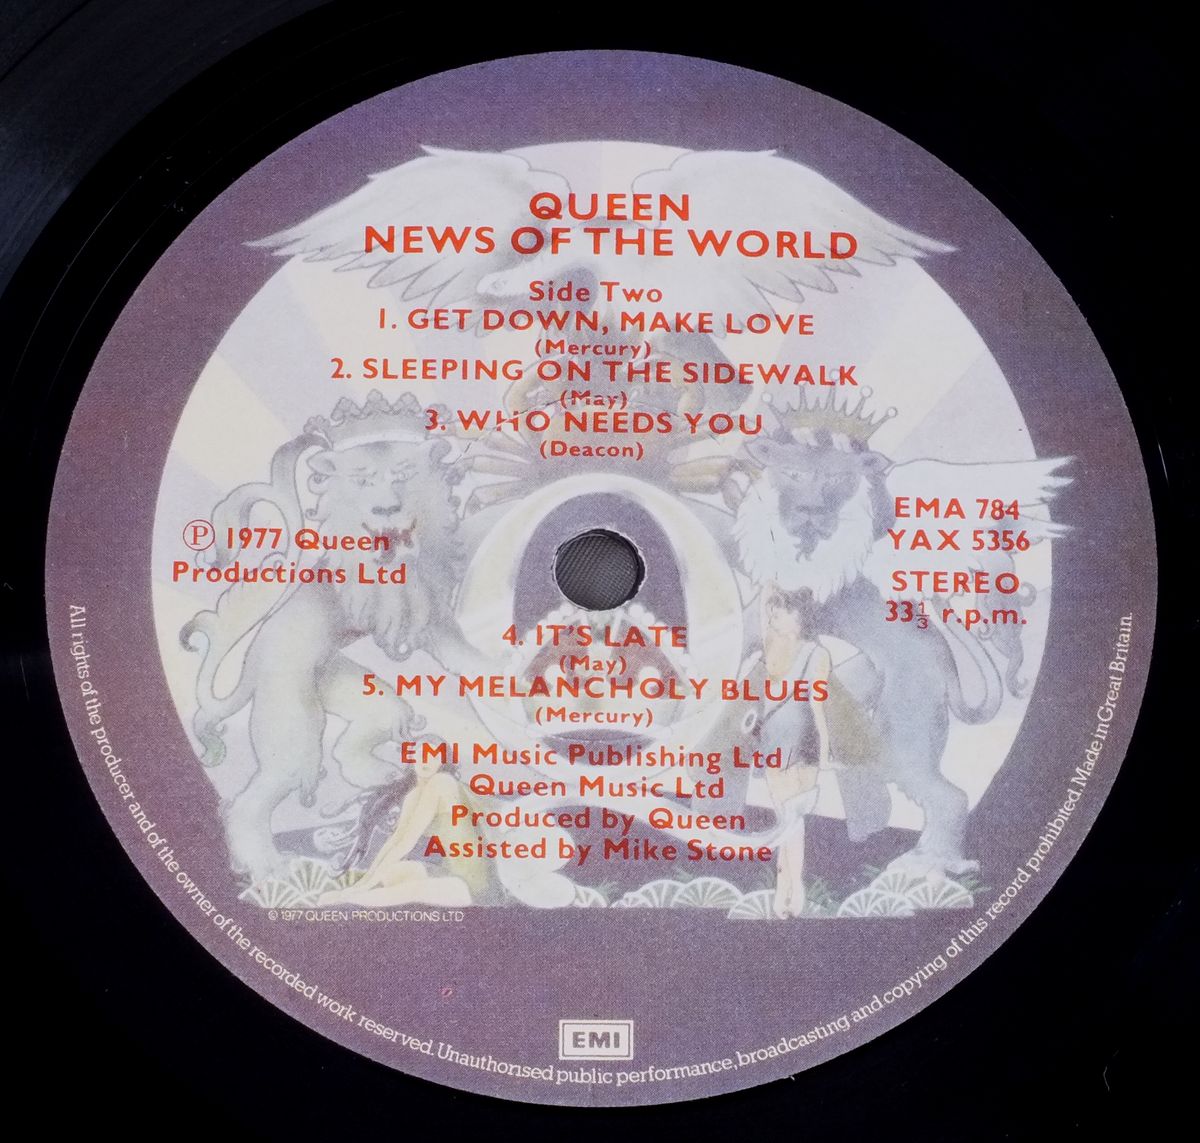 QUEEN
NEWS OF THE WORLD
Side Two
1. GET DOWN, MAKE LOVE
(Mercury)
2. SLEEPING ON THE SIDEWALK
(May)
3. WHO NEEDS YOU
(Deacon)
Ⓟ 1977 Queen
Productions Ltd
EMA 784
YAX 5356
STEREO
33⅓ r.p.m.
4. IT'S LATE
(May)
5. MY MELANCHOLY BLUES
(Mercury)
EMI Music Publishing Ltd
Queen Music Ltd
Produced by Queen
Assisted by Mike Stone
© 1977 QUEEN PRODUCTIONS LTD
EMI
All rights of the producer and of the owner of the recorded work reserved. Unauthorised public performance, broadcasting and copying of this record prohibited. Made in Great Britain.